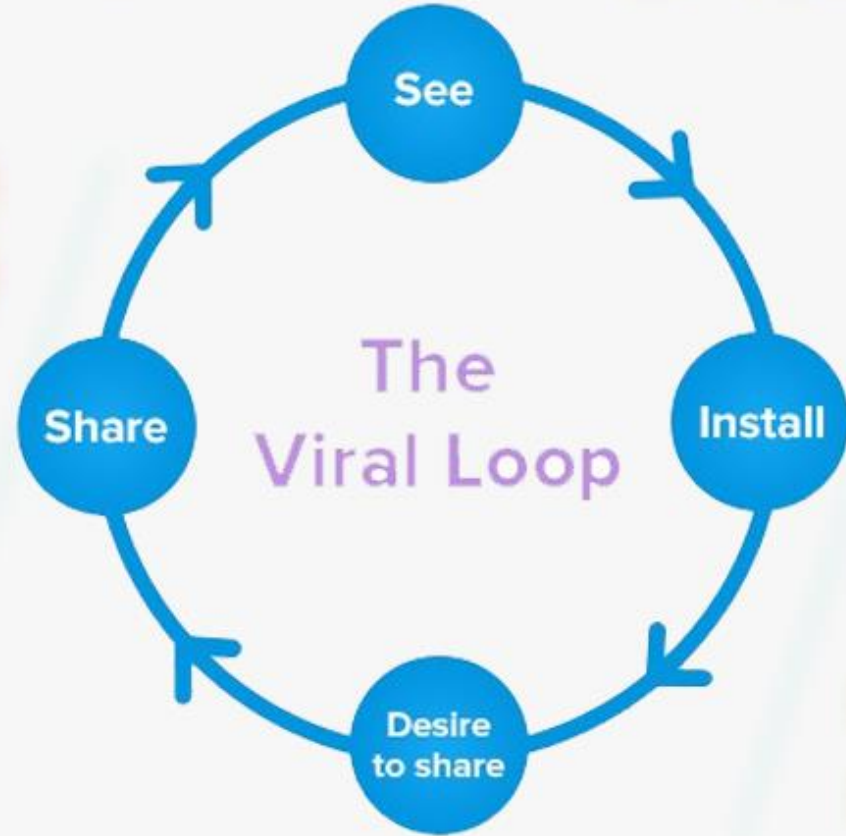 See
Install
Desire
to share
Share
The
Viral Loop